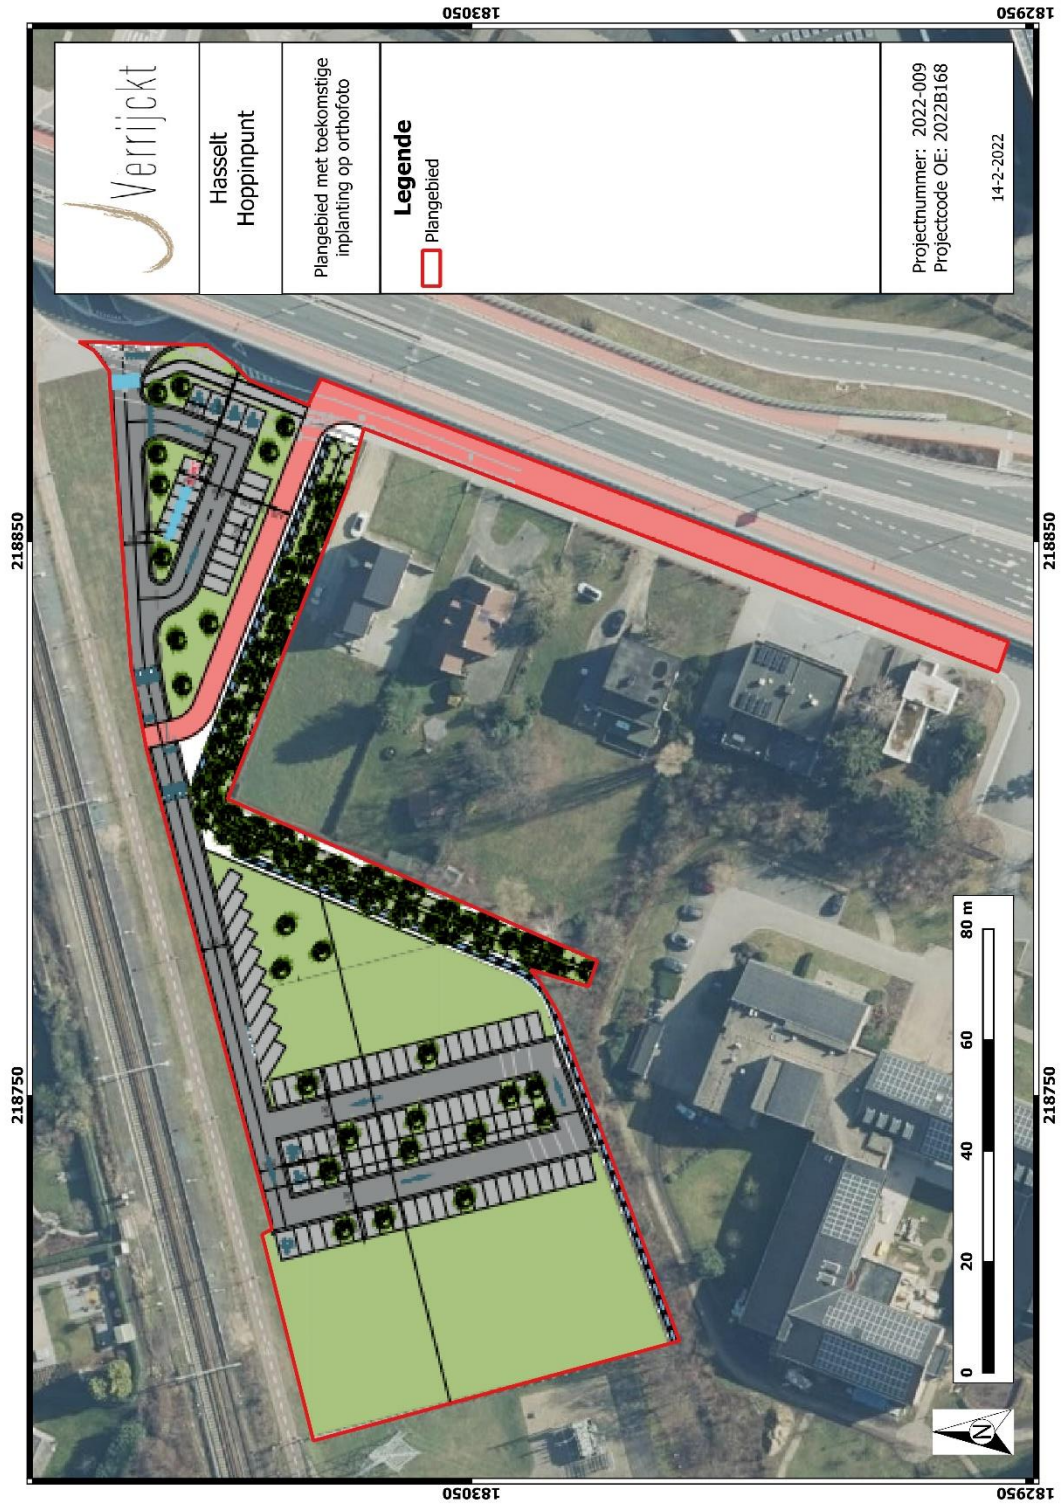 Verrijckt
Hasselt
Hoppinpunt
Plangebied met toekomstige
inplanting op orthofoto
Legende
Plangebied
Projectnummer: 2022-009
Projectcode OE: 2022B168
14-2-2022
218750
218850
218750
218850
183050
182950
183050
182950
0 20 40 60 80 m
N